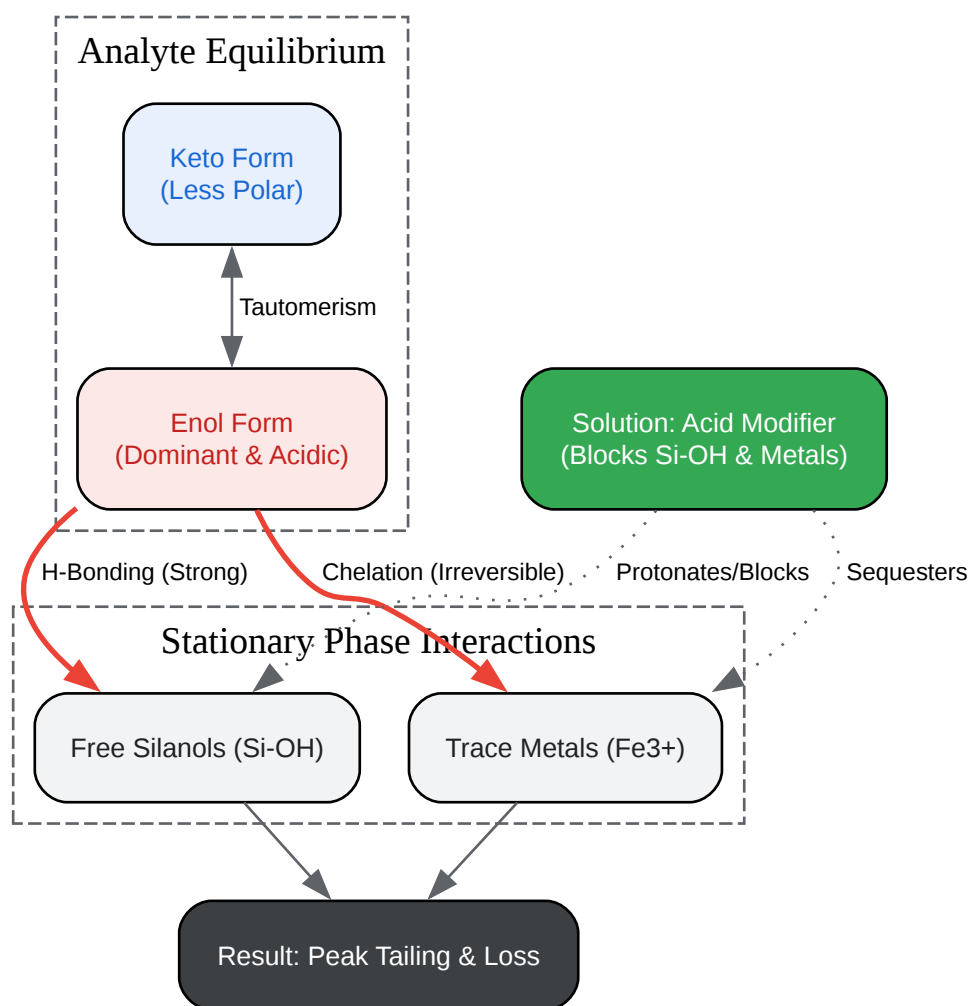 Analyte Equilibrium
Keto Form
(Less Polar)
Tautomerism
Enol Form
(Dominant & Acidic)
Solution: Acid Modifier
(Blocks Si-OH & Metals)
H-Bonding (Strong)
Chelation (Irreversible)
Protonates/Blocks
Sequesters
Stationary Phase Interactions
Free Silanols (Si-OH)
Trace Metals (Fe3+)
Result: Peak Tailing & Loss